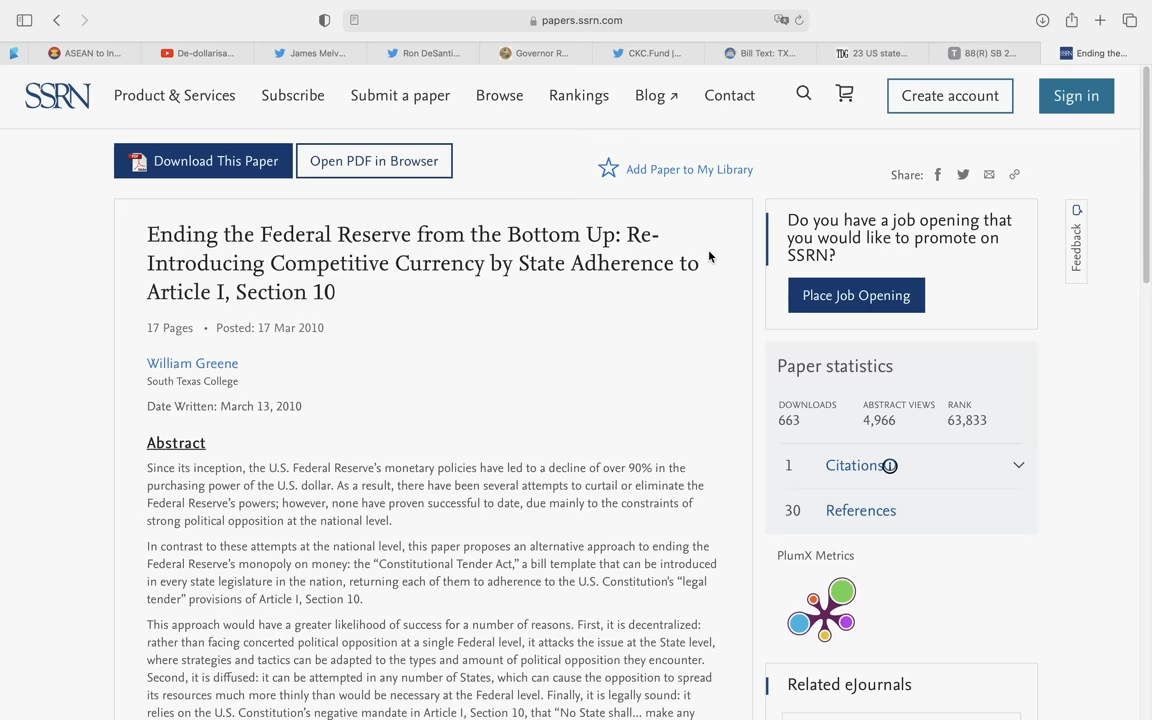 papers.ssrn.com
ASEAN to In...
De-dollarisa...
James Melv...
Ron DeSanti...
Governor R...
CKC.Fund |...
Bill Text: TX...
TDG 23 US state...
T 88(R) SB 2...
SSRN Ending the...
SSRN
Product & Services
Subscribe
Submit a paper
Browse
Rankings
Blog ↗
Contact
Create account
Sign in
Download This Paper
Open PDF in Browser
Add Paper to My Library
Share:
Ending the Federal Reserve from the Bottom Up: Re-
Introducing Competitive Currency by State Adherence to
Article I, Section 10
17 Pages • Posted: 17 Mar 2010
William Greene
South Texas College
Date Written: March 13, 2010
Abstract
Since its inception, the U.S. Federal Reserve's monetary policies have led to a decline of over 90% in the
purchasing power of the U.S. dollar. As a result, there have been several attempts to curtail or eliminate the
Federal Reserve's powers; however, none have proven successful to date, due mainly to the constraints of
strong political opposition at the national level.
In contrast to these attempts at the national level, this paper proposes an alternative approach to ending the
Federal Reserve's monopoly on money: the "Constitutional Tender Act," a bill template that can be introduced
in every state legislature in the nation, returning each of them to adherence to the U.S. Constitution's "legal
tender" provisions of Article I, Section 10.
This approach would have a greater likelihood of success for a number of reasons. First, it is decentralized:
rather than facing concerted political opposition at a single Federal level, it attacks the issue at the State level,
where strategies and tactics can be adapted to the types and amount of political opposition they encounter.
Second, it is diffused: it can be attempted in any number of States, which can cause the opposition to spread
its resources much more thinly than would be necessary at the Federal level. Finally, it is legally sound: it
relies on the U.S. Constitution's negative mandate in Article I, Section 10, that "No State shall... make any
Do you have a job opening that
you would like to promote on
SSRN?
Place Job Opening
Feedback
Paper statistics
DOWNLOADS
663
ABSTRACT VIEWS
4,966
RANK
63,833
1 Citations
30 References
PlumX Metrics
Related eJournals